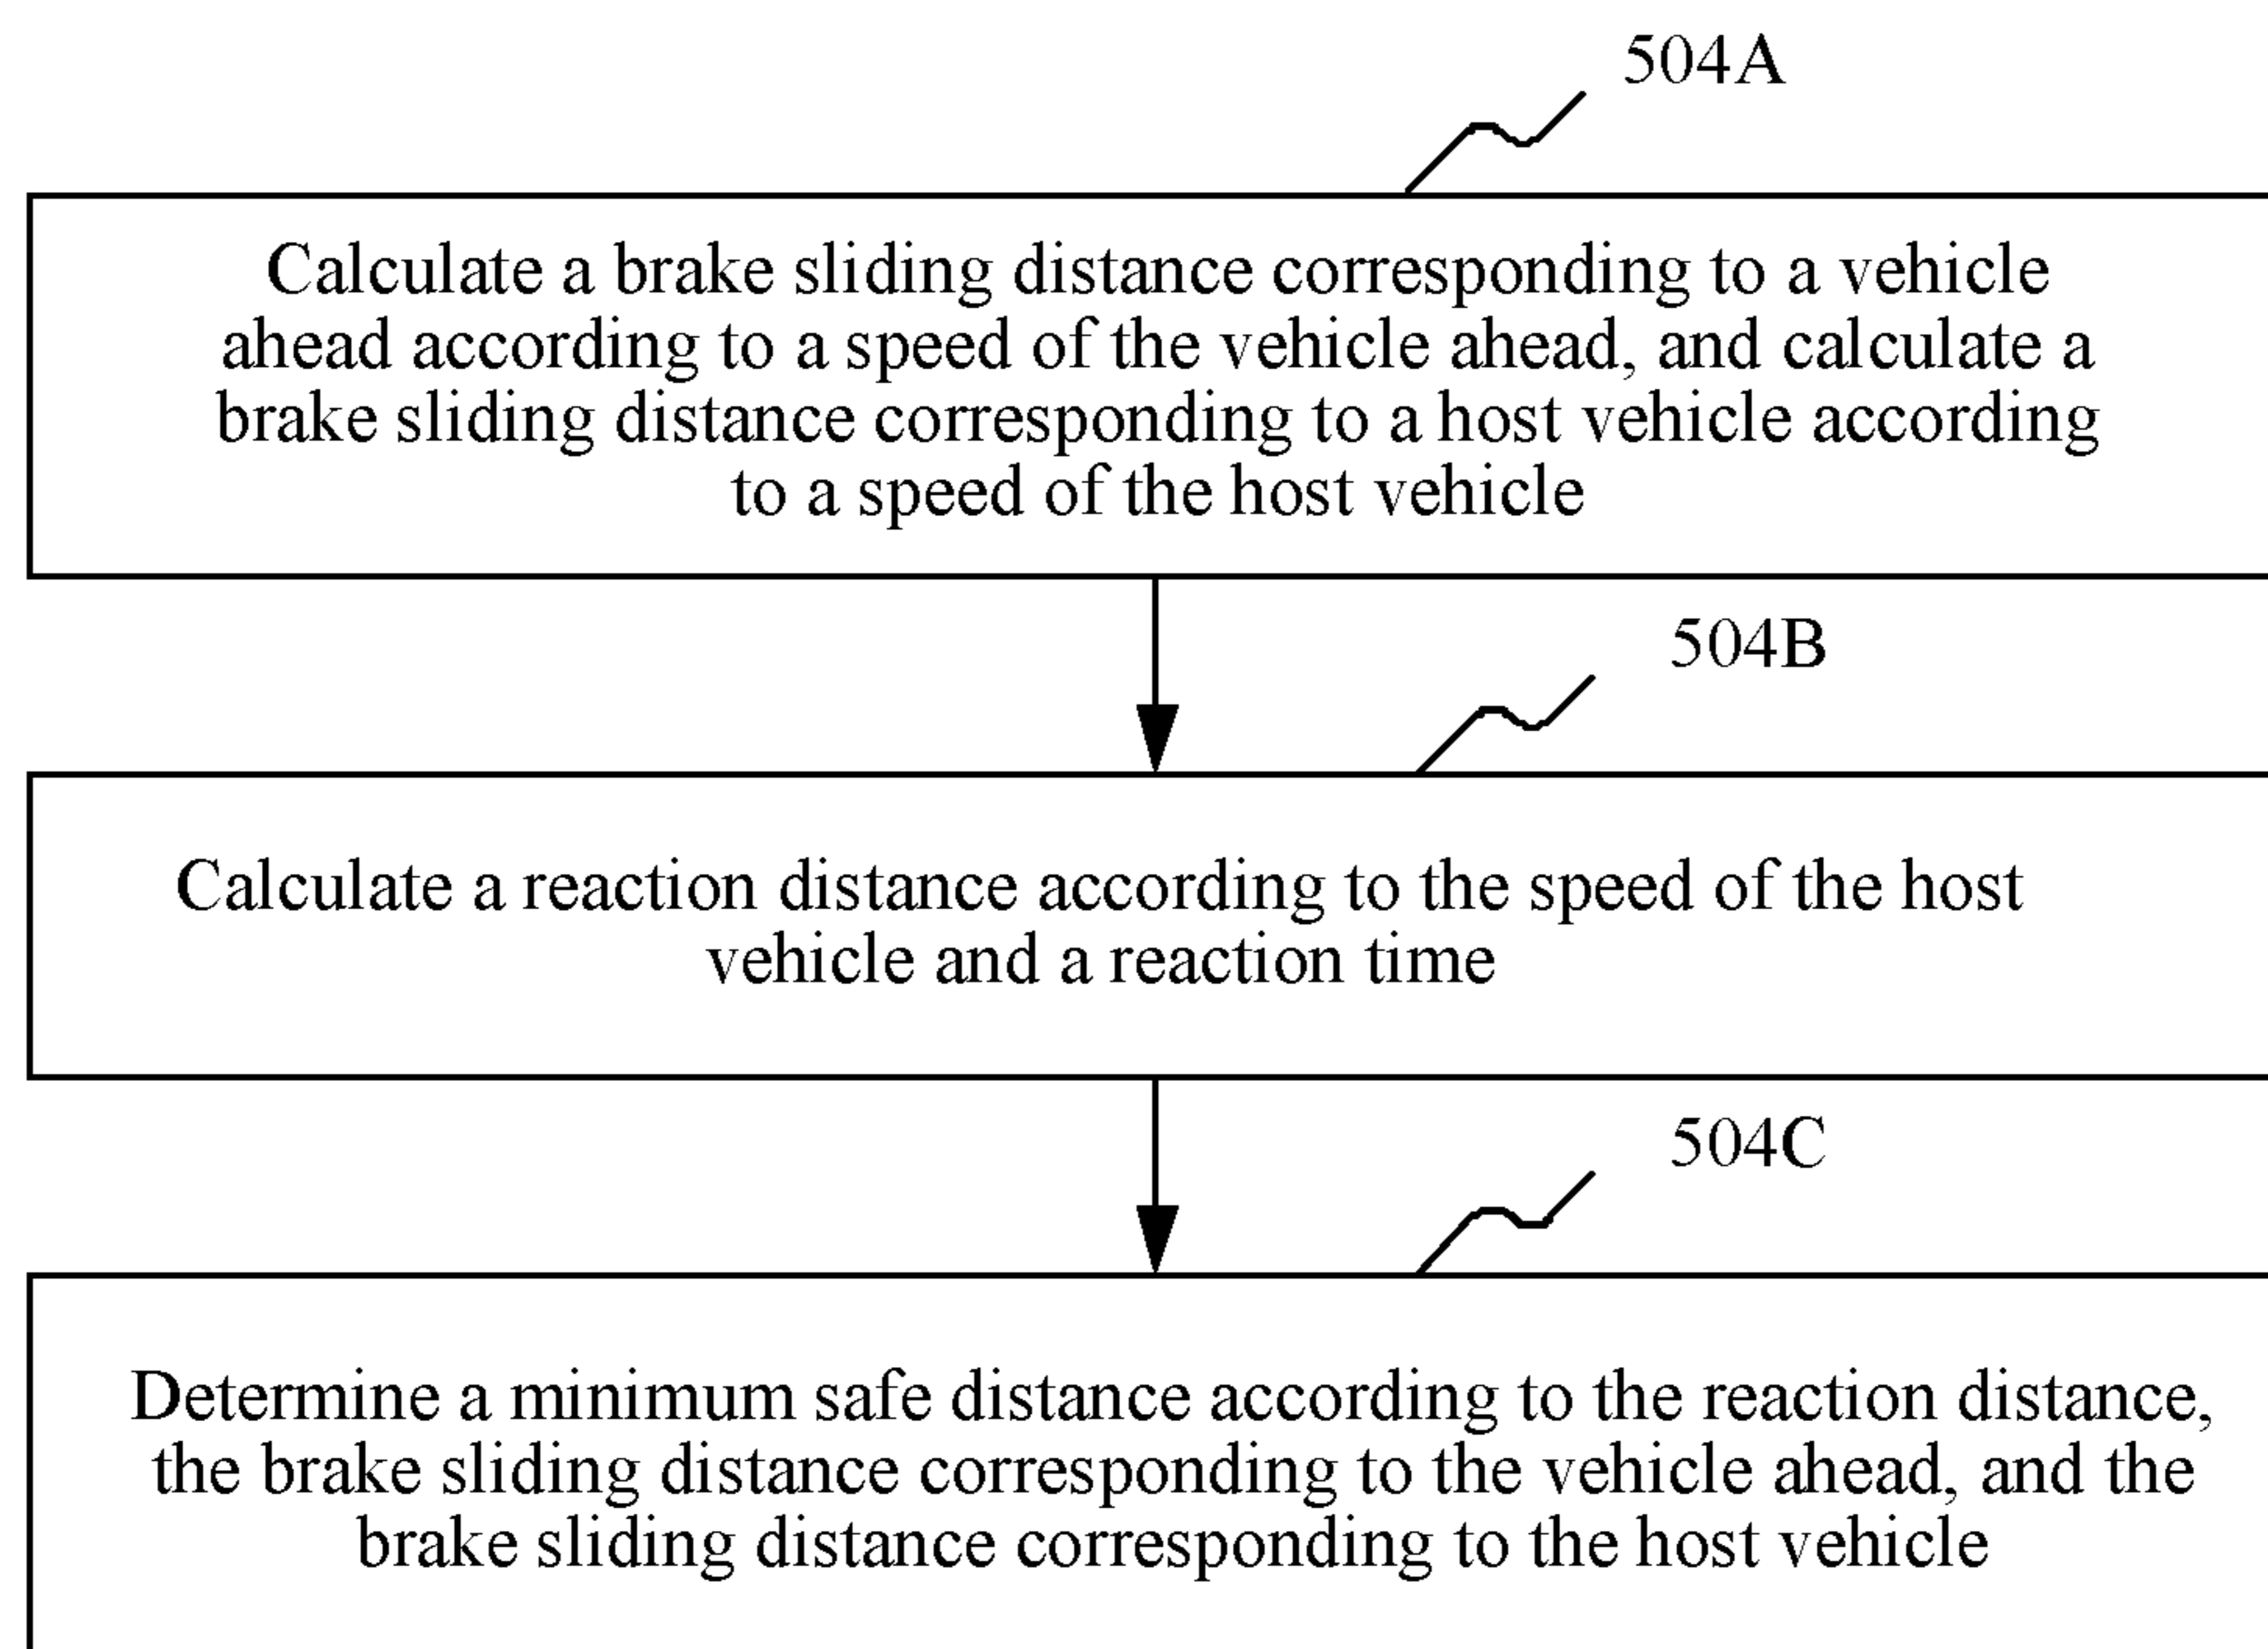 504A
Calculate a brake sliding distance corresponding to a vehicle
ahead according to a speed of the vehicle ahead, and calculate a
brake sliding distance corresponding to a host vehicle according
to a speed of the host vehicle
504B
Calculate a reaction distance according to the speed of the host
vehicle and a reaction time
504C
Determine a minimum safe distance according to the reaction distance,
the brake sliding distance corresponding to the vehicle ahead, and the
brake sliding distance corresponding to the host vehicle